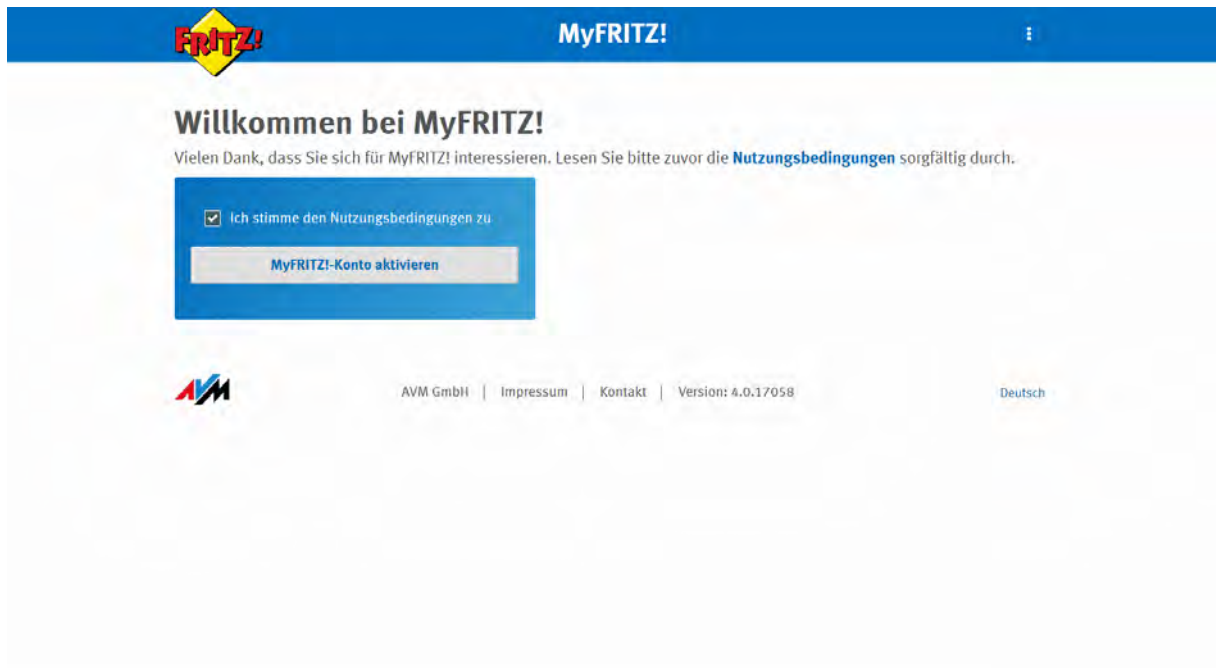 FRITZ!
MyFRITZ!
Willkommen bei MyFRITZ!
Vielen Dank, dass Sie sich für MyFRITZ! interessieren. Lesen Sie bitte zuvor die Nutzungsbedingungen sorgfältig durch.
Ich stimme den Nutzungsbedingungen zu
MyFRITZ!-Konto aktivieren
AVM
AVM GmbH | Impressum | Kontakt | Version: 4.0.17058
Deutsch